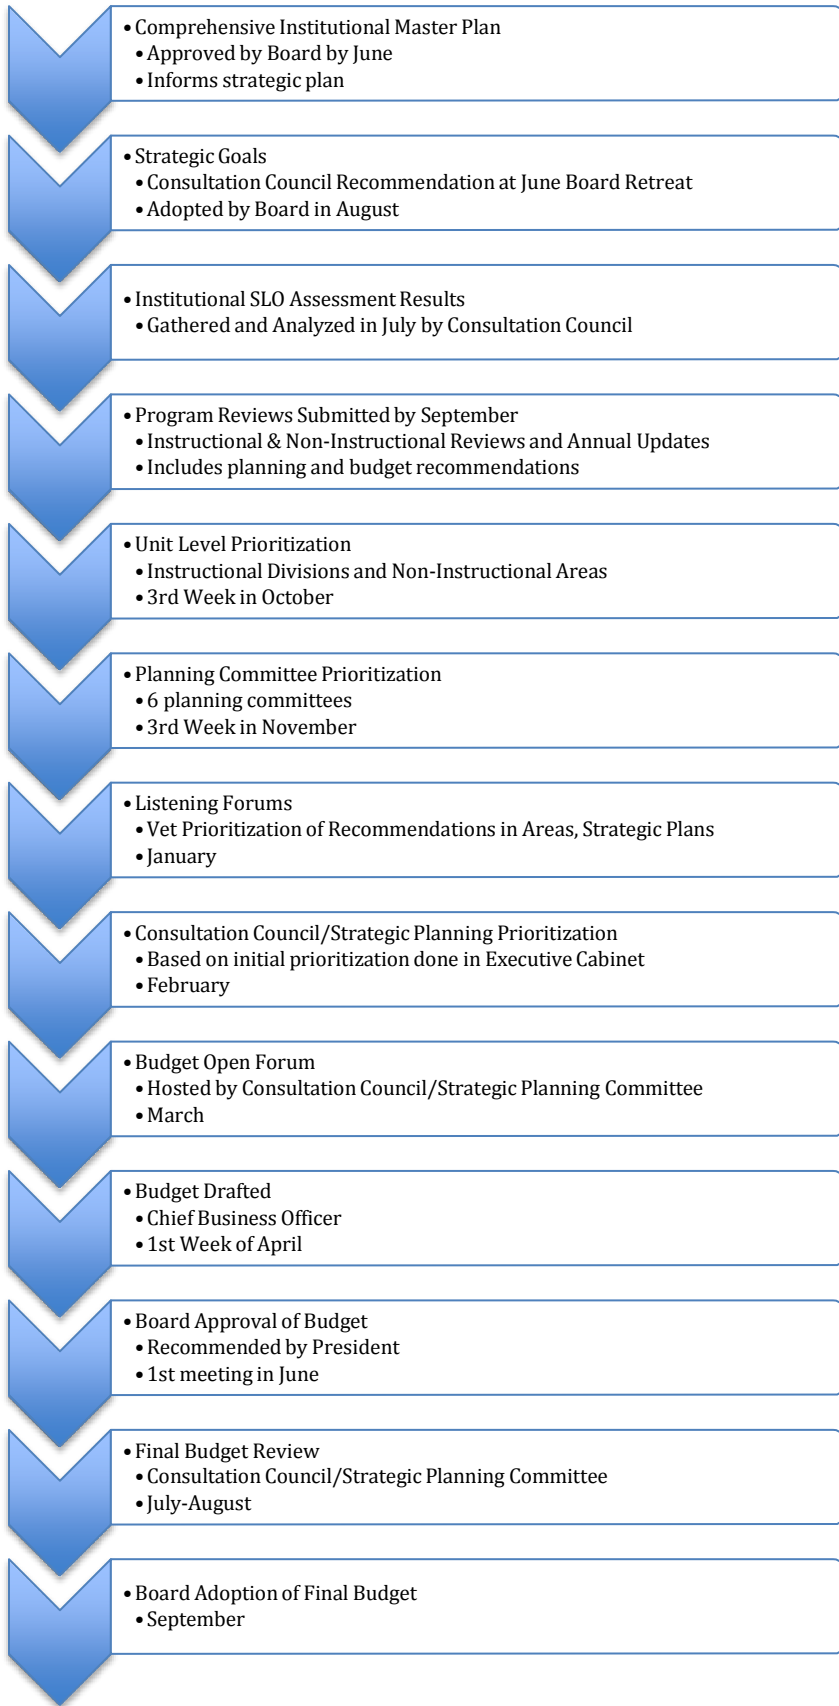 •Comprehensive Institutional Master Plan
•Approved by Board by June
•Informs strategic plan
•Strategic Goals
•Consultation Council Recommendation at June Board Retreat
•Adopted by Board in August
•Institutional SLO Assessment Results
•Gathered and Analyzed in July by Consultation Council
•Program Reviews Submitted by September
•Instructional & Non-Instructional Reviews and Annual Updates
•Includes planning and budget recommendations
•Unit Level Prioritization
•Instructional Divisions and Non-Instructional Areas
•3rd Week in October
•Planning Committee Prioritization
•6 planning committees
•3rd Week in November
•Listening Forums
•Vet Prioritization of Recommendations in Areas, Strategic Plans
•January
•Consultation Council/Strategic Planning Prioritization
•Based on initial prioritization done in Executive Cabinet
•February
•Budget Open Forum
•Hosted by Consultation Council/Strategic Planning Committee
•March
•Budget Drafted
•Chief Business Officer
•1st Week of April
•Board Approval of Budget
•Recommended by President
•1st meeting in June
•Final Budget Review
•Consultation Council/Strategic Planning Committee
•July-August
•Board Adoption of Final Budget
•September